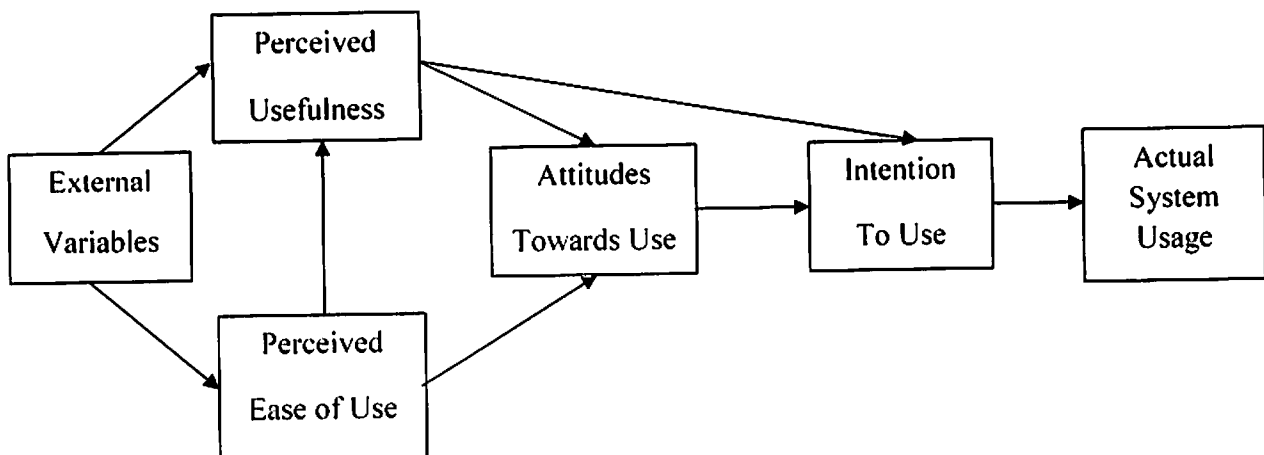 Perceived
Usefulness
External
Variables
Attitudes
Towards Use
Intention
To Use
Actual
System
Usage
Perceived
Ease of Use